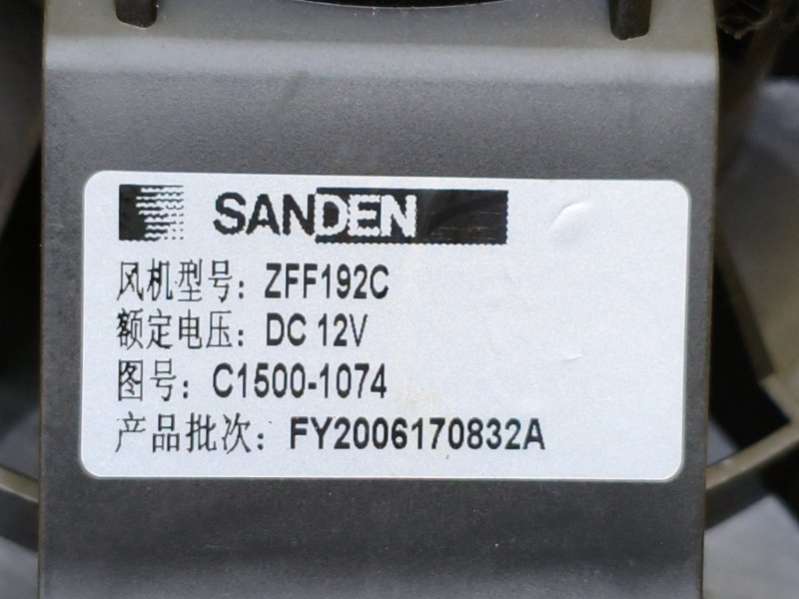 SANDEN
风机型号: ZFF192C
额定电压: DC 12V
图号: C1500-1074
产品批次: FY2006170832A